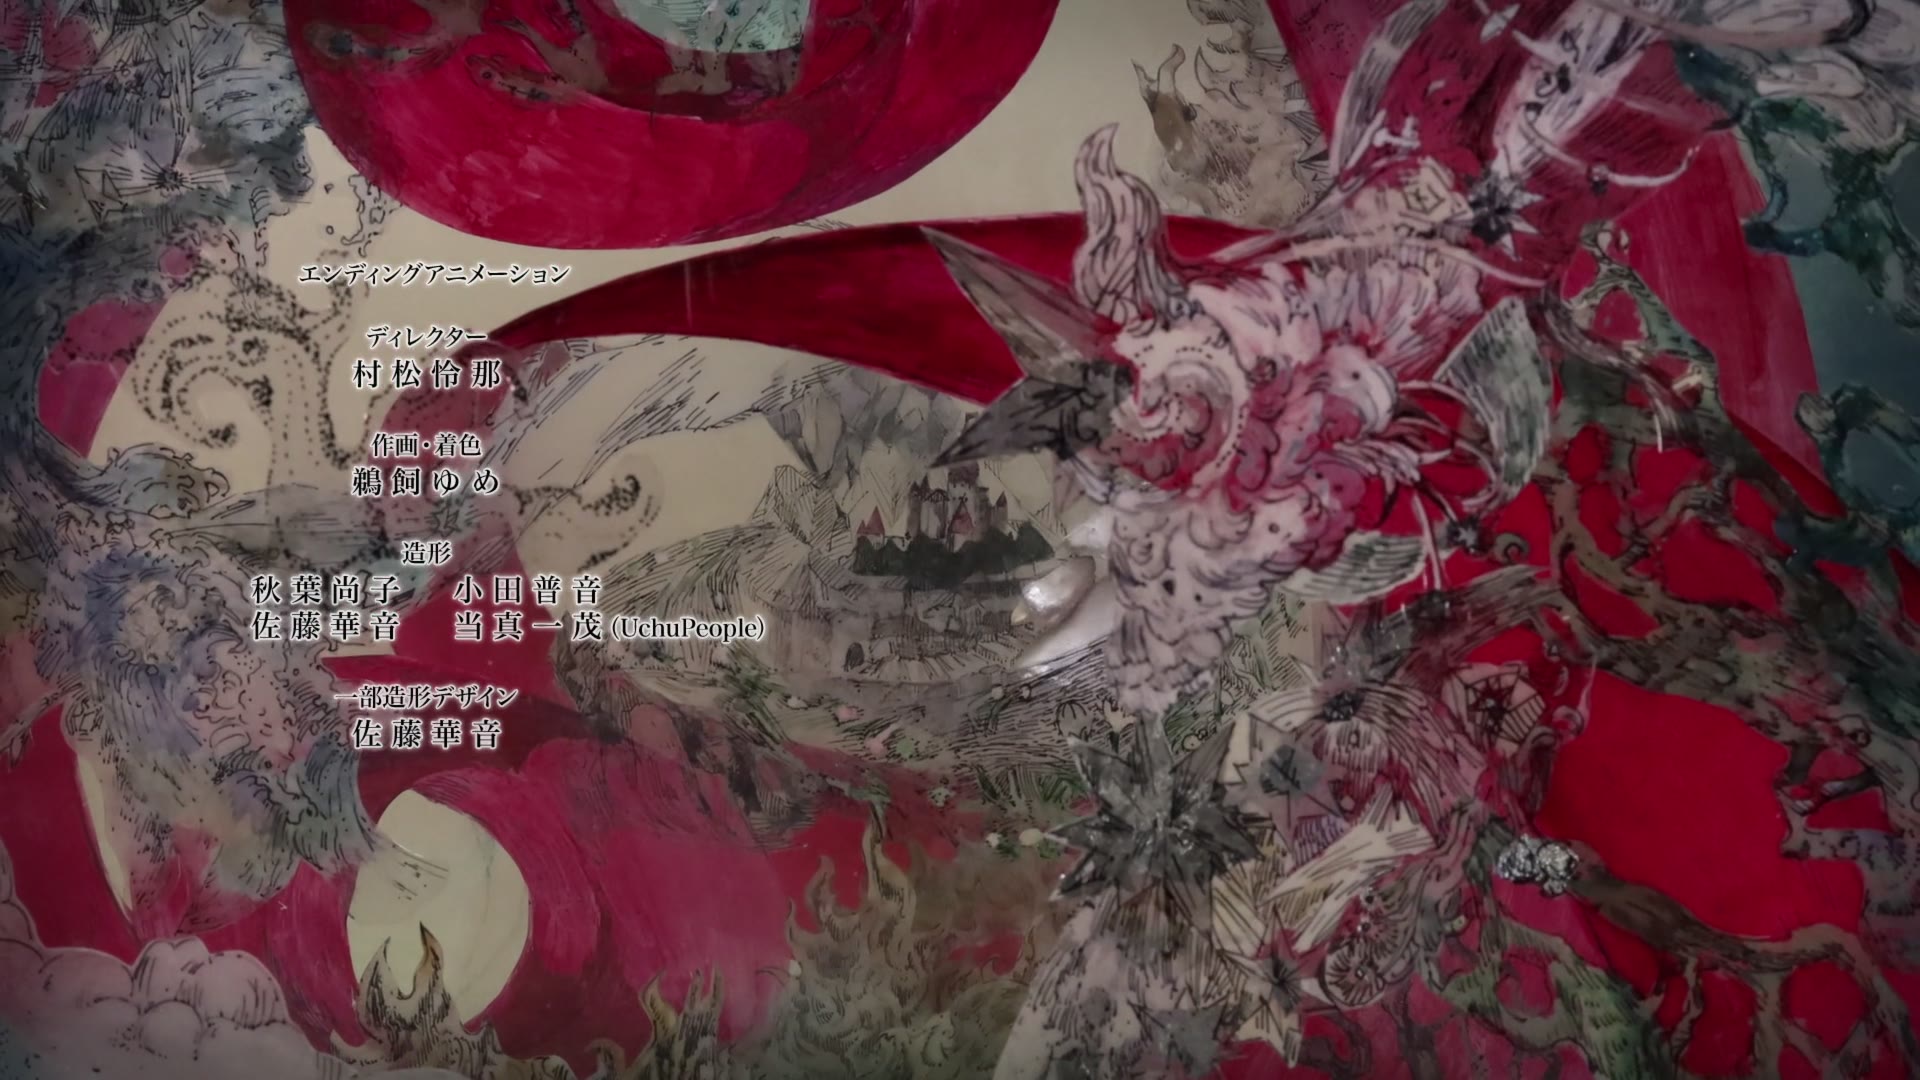 エンディングアニメーション
ディレクター
村松怜那
作画・着色
鵜飼ゆめ
造形
秋葉尚子 小田普音
佐藤華音 当真一茂(UchuPeople)
一部造形デザイン
佐藤華音